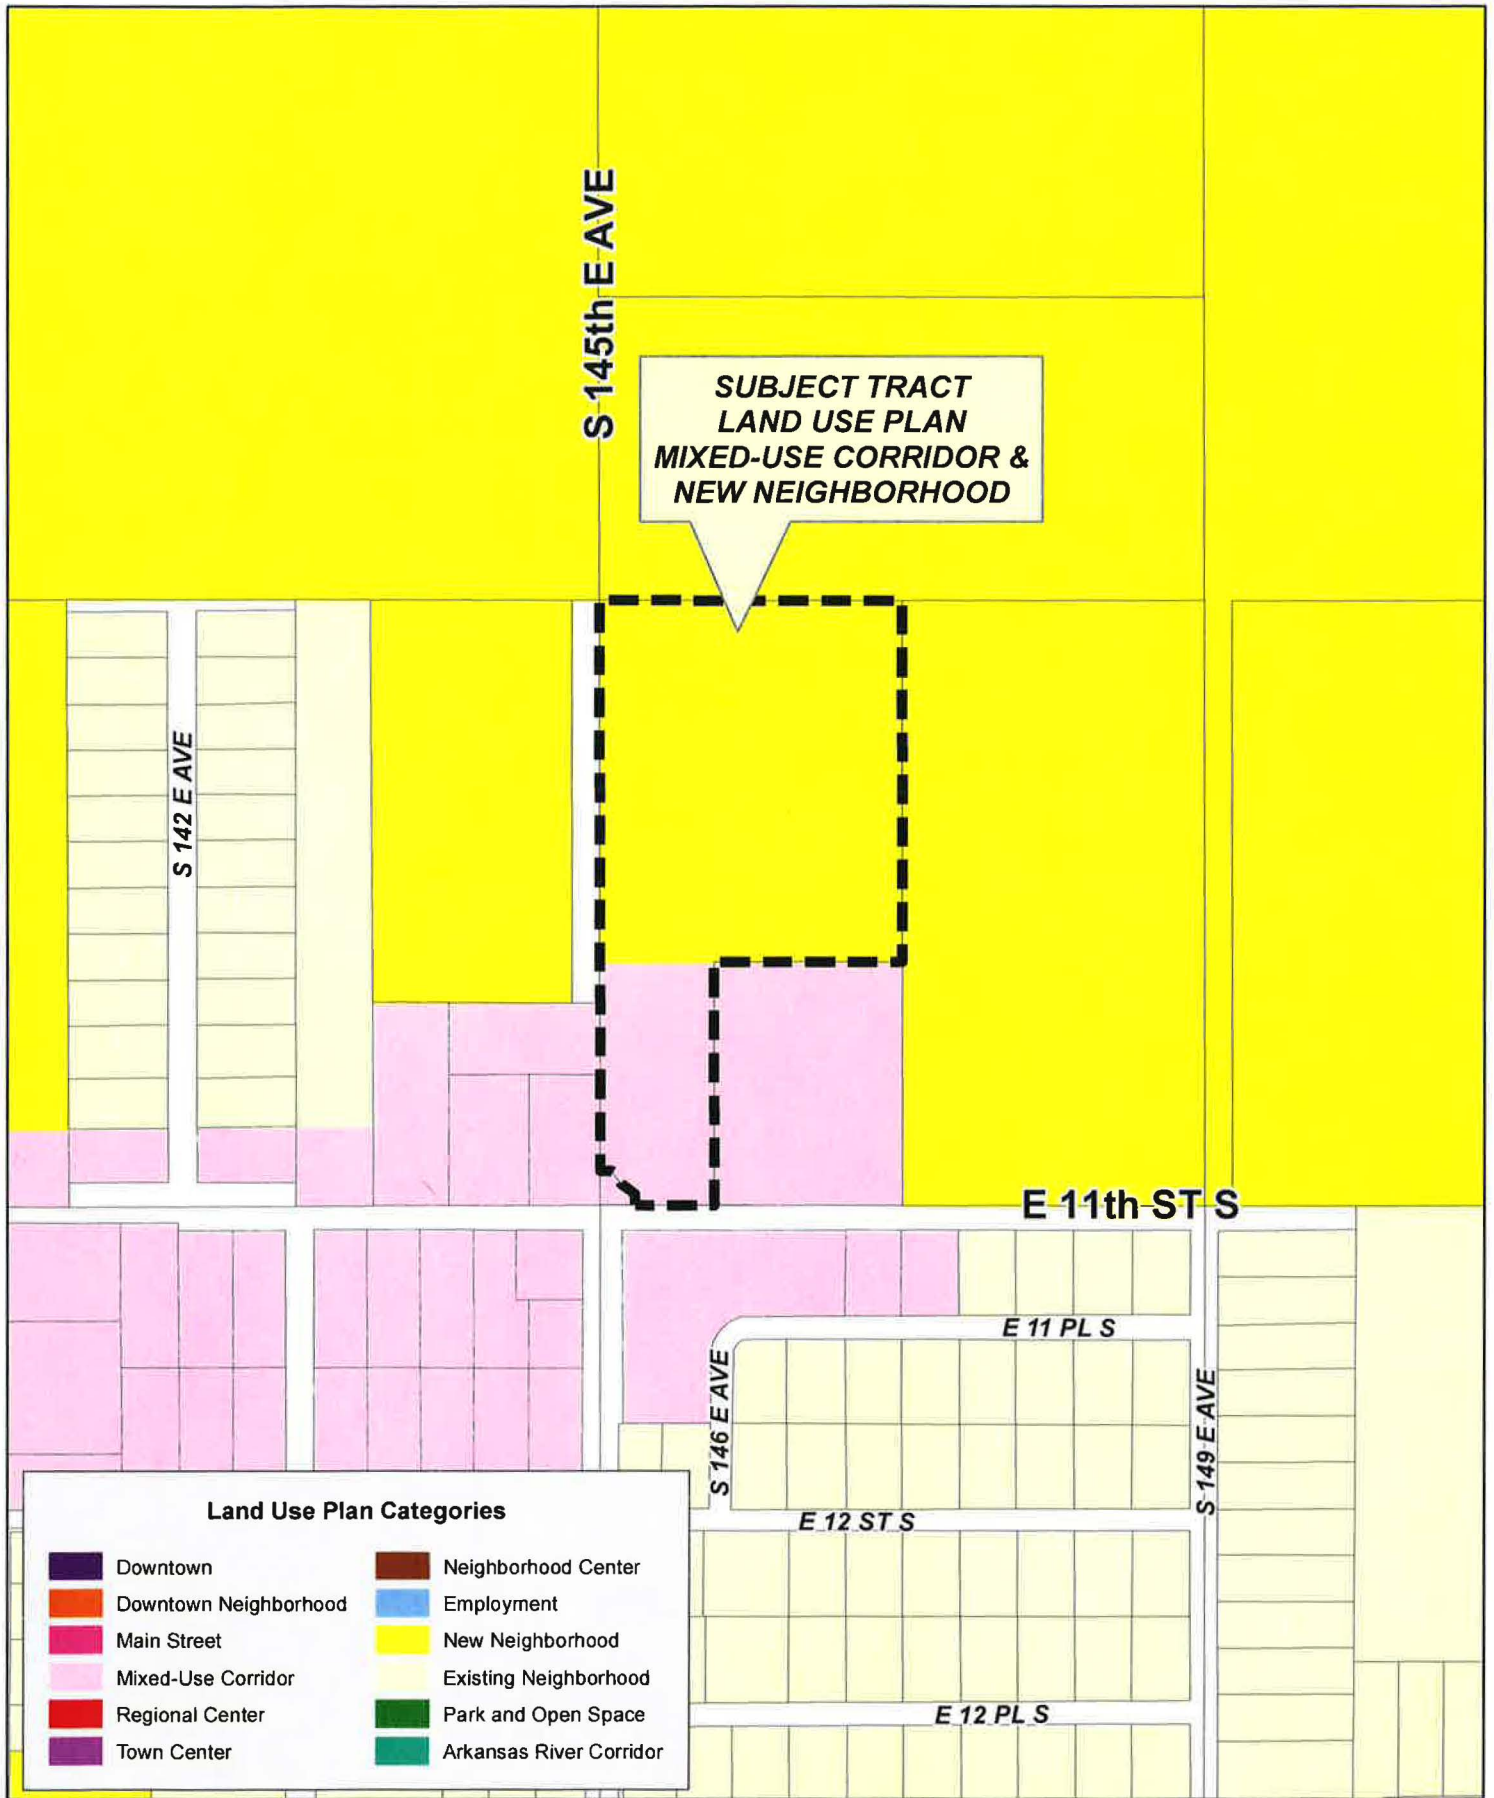 S 145th E AVE
SUBJECT TRACT
LAND USE PLAN
MIXED-USE CORRIDOR &
NEW NEIGHBORHOOD
S 142 E AVE
E 11th ST S
E 11 PL S
S 146 E AVE
S 149 E AVE
E 12 ST S
E 12 PL S
Land Use Plan Categories
Downtown
Downtown Neighborhood
Main Street
Mixed-Use Corridor
Regional Center
Town Center
Neighborhood Center
Employment
New Neighborhood
Existing Neighborhood
Park and Open Space
Arkansas River Corridor